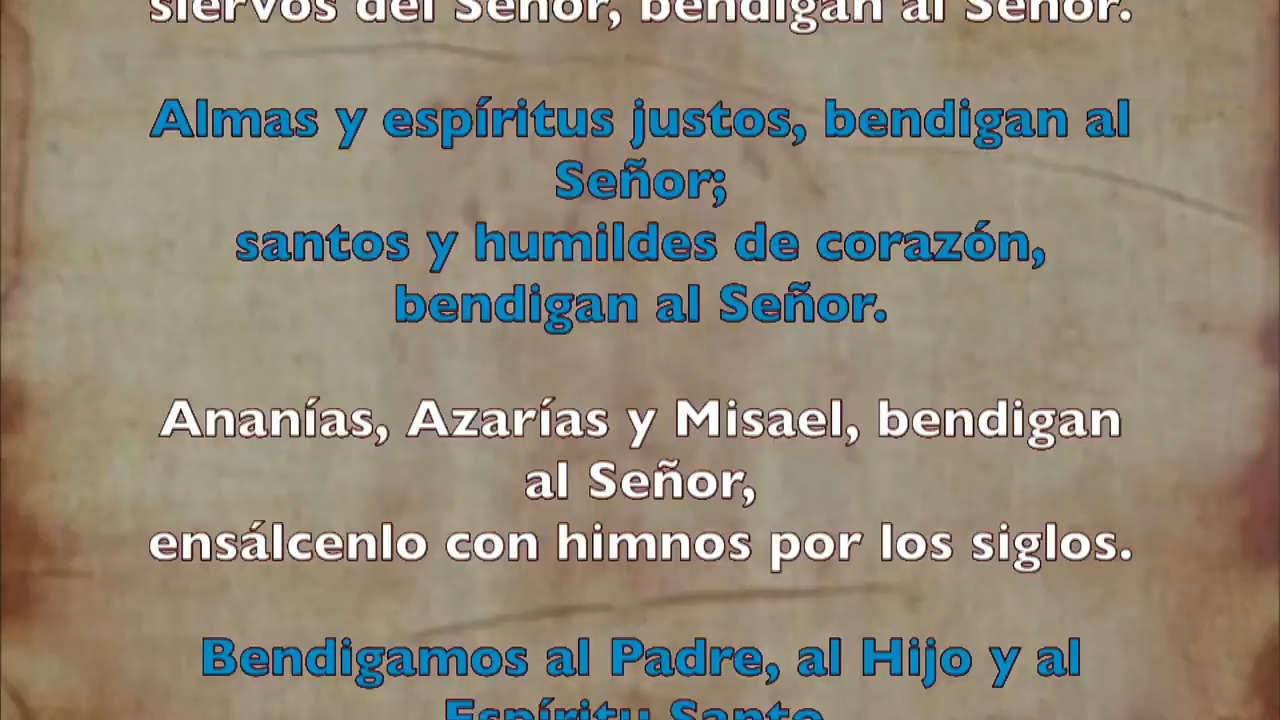 siervos del Señor, bendigan al Señor.
Almas y espíritus justos, bendigan al
Señor;
santos y humildes de corazón,
bendigan al Señor.
Ananías, Azarías y Misael, bendigan
al Señor,
ensálcenlo con himnos por los siglos.
Bendigamos al Padre, al Hijo y al
Espíritu Santo